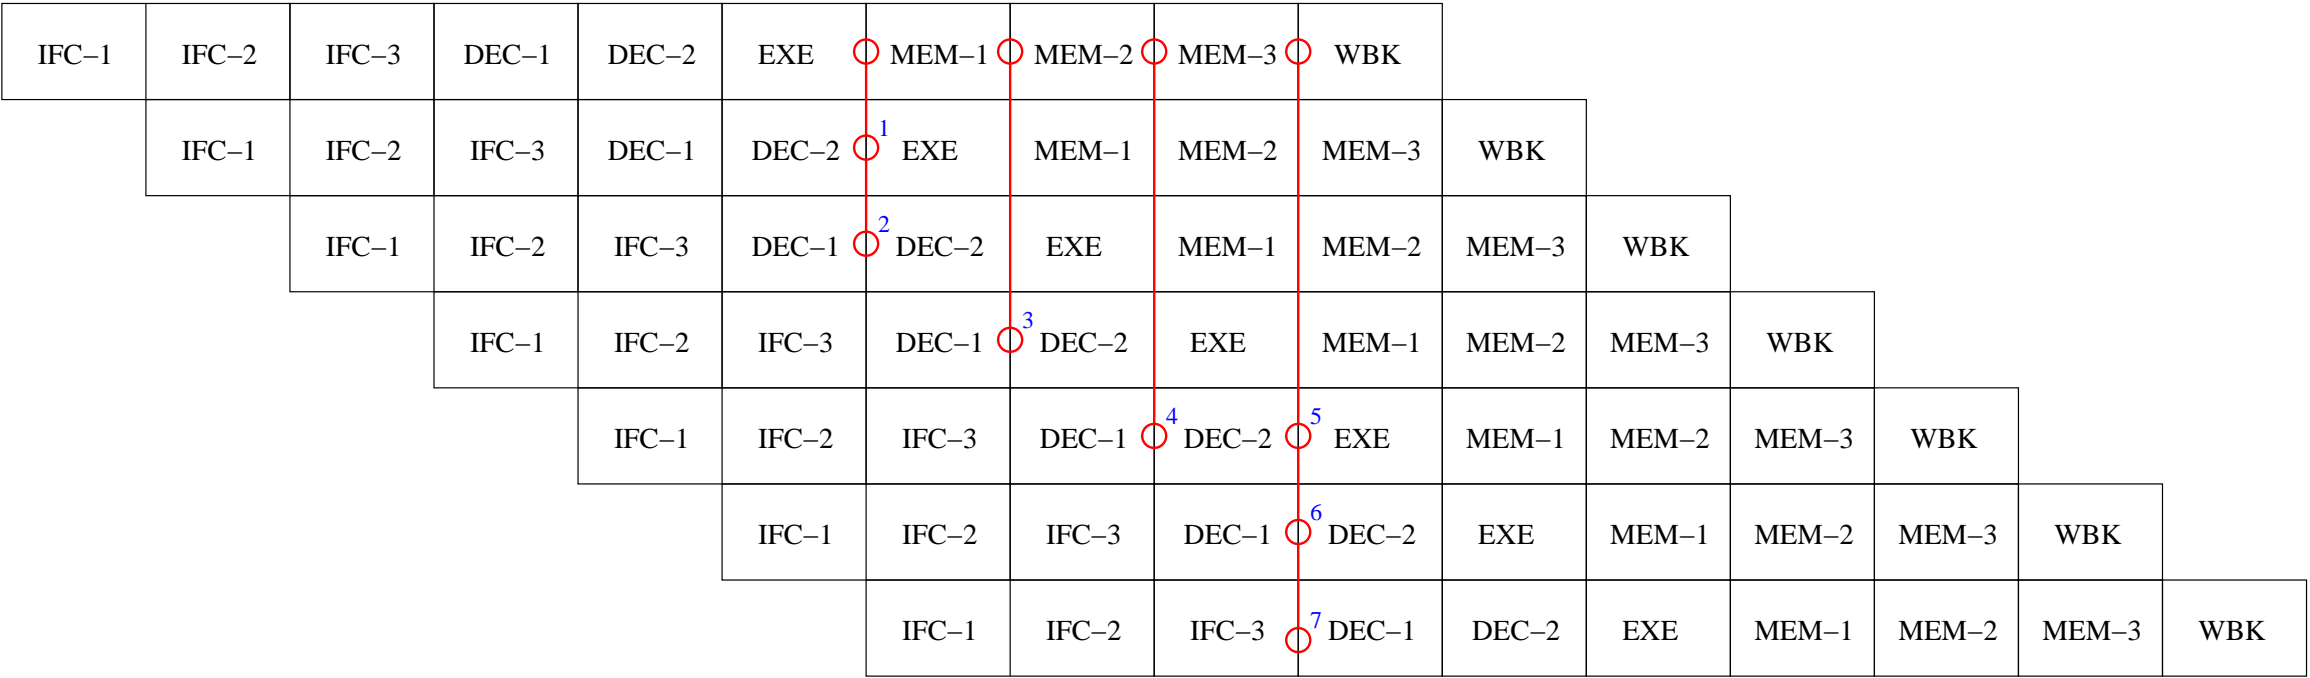 IFC–1 IFC–2 IFC–3 DEC–1 DEC–2 EXE MEM–1 MEM–2 MEM–3 WBK
IFC–1 IFC–2 IFC–3 DEC–1 DEC–2 1 EXE MEM–1 MEM–2 MEM–3 WBK
IFC–1 IFC–2 IFC–3 DEC–1 2 DEC–2 EXE MEM–1 MEM–2 MEM–3 WBK
IFC–1 IFC–2 IFC–3 DEC–1 3 DEC–2 EXE MEM–1 MEM–2 MEM–3 WBK
IFC–1 IFC–2 IFC–3 DEC–1 4 DEC–2 5 EXE MEM–1 MEM–2 MEM–3 WBK
IFC–1 IFC–2 IFC–3 DEC–1 6 DEC–2 EXE MEM–1 MEM–2 MEM–3 WBK
IFC–1 IFC–2 IFC–3 7 DEC–1 DEC–2 EXE MEM–1 MEM–2 MEM–3 WBK